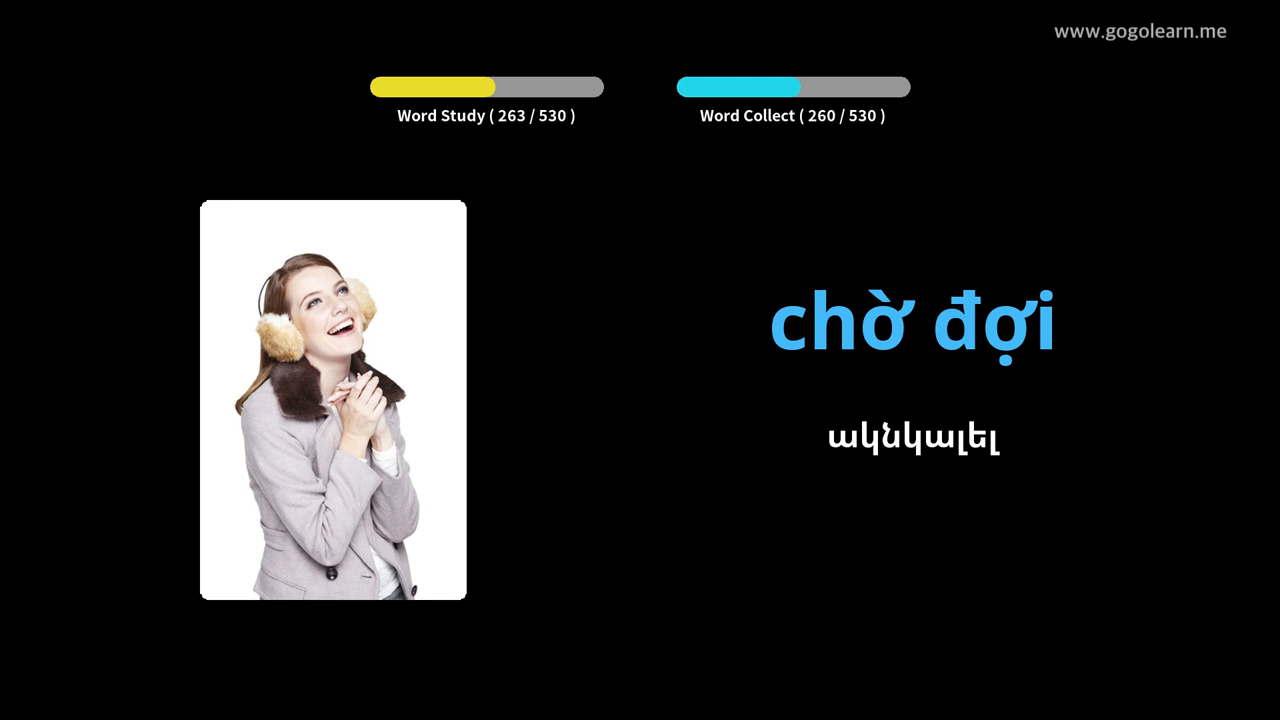 www.gogolearn.me
Word Study ( 263 / 530 )
Word Collect ( 260 / 530 )
chờ đợi
ակնկալել